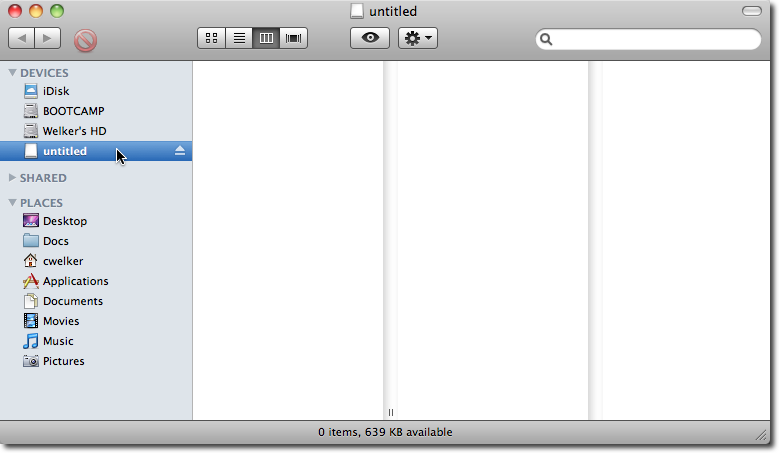 untitled
DEVICES
iDisk
BOOTCAMP
Welker's HD
untitled
SHARED
PLACES
Desktop
Docs
cwelker
Applications
Documents
Movies
Music
Pictures
0 items, 639 KB available